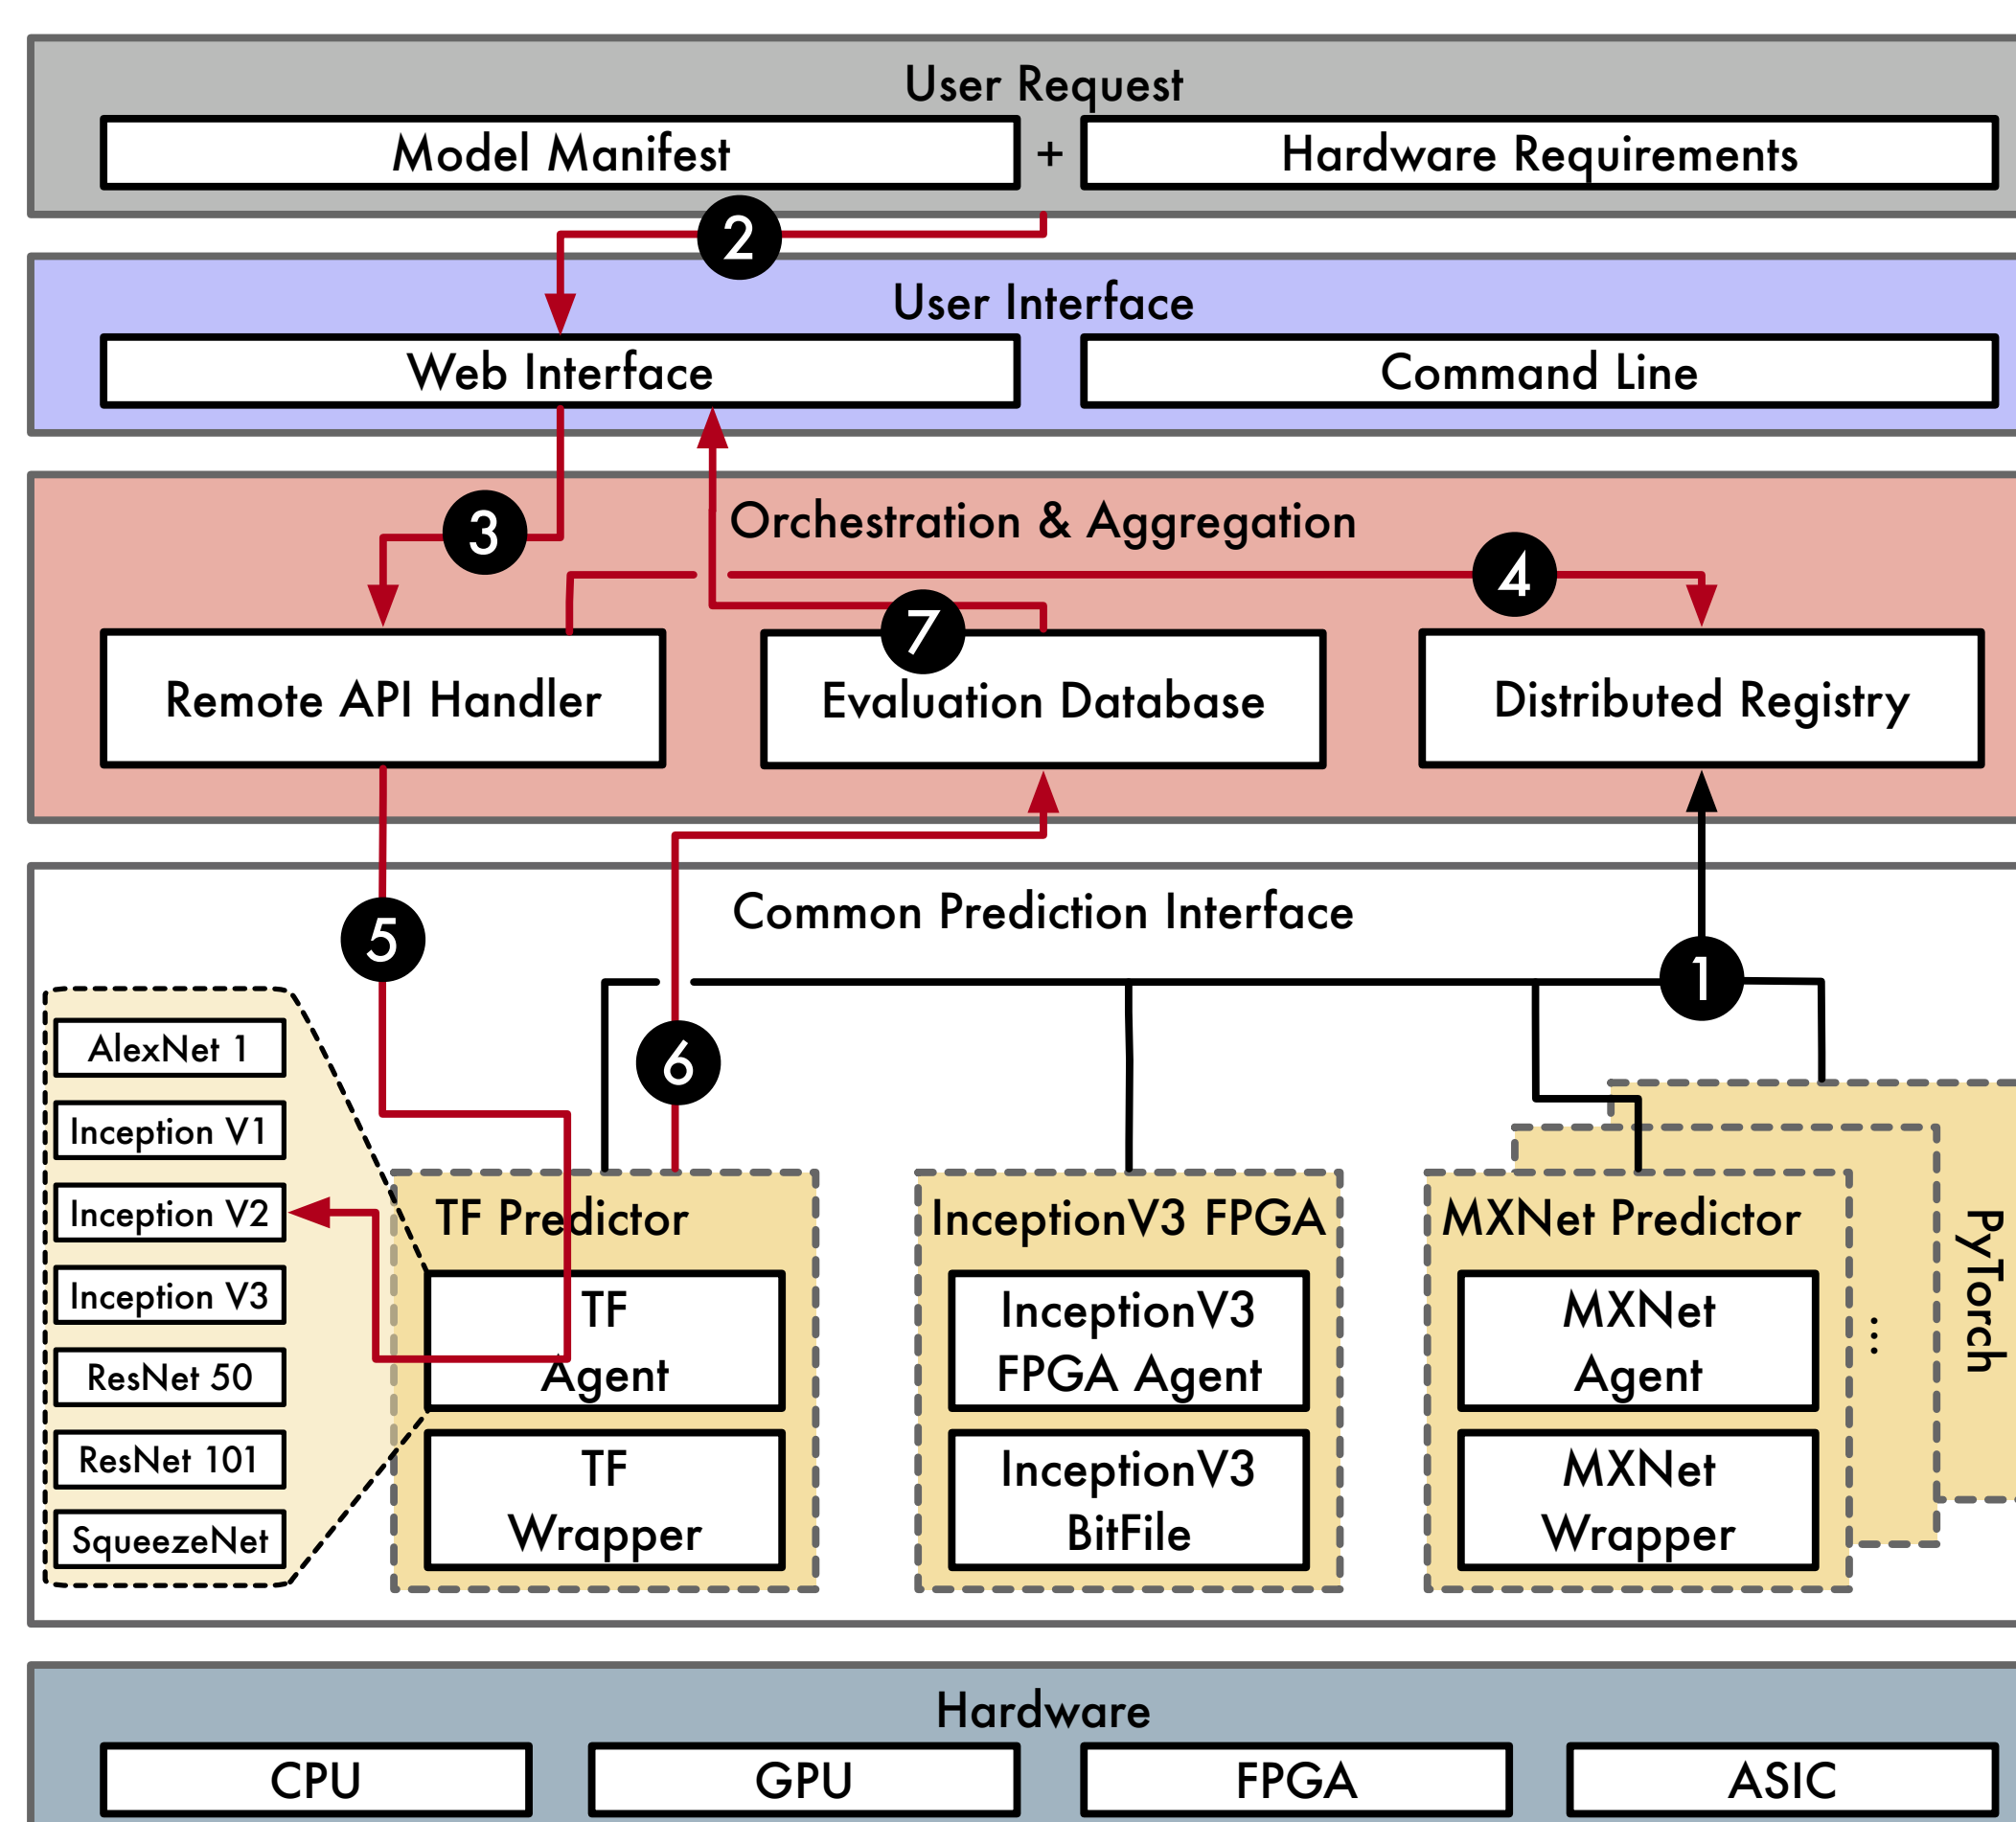 User Request
Model Manifest + Hardware Requirements
2
User Interface
Web Interface
Command Line
3
Orchestration & Aggregation
4
7
Remote API Handler
Evaluation Database
Distributed Registry
5
Common Prediction Interface
1
6
AlexNet 1
Inception V1
Inception V2
Inception V3
ResNet 50
ResNet 101
SqueezeNet
TF Predictor
TF
Agent
TF
Wrapper
InceptionV3 FPGA
InceptionV3
FPGA Agent
InceptionV3
BitFile
MXNet Predictor
MXNet
Agent
MXNet
Wrapper
...
PyTorch
Hardware
CPU
GPU
FPGA
ASIC